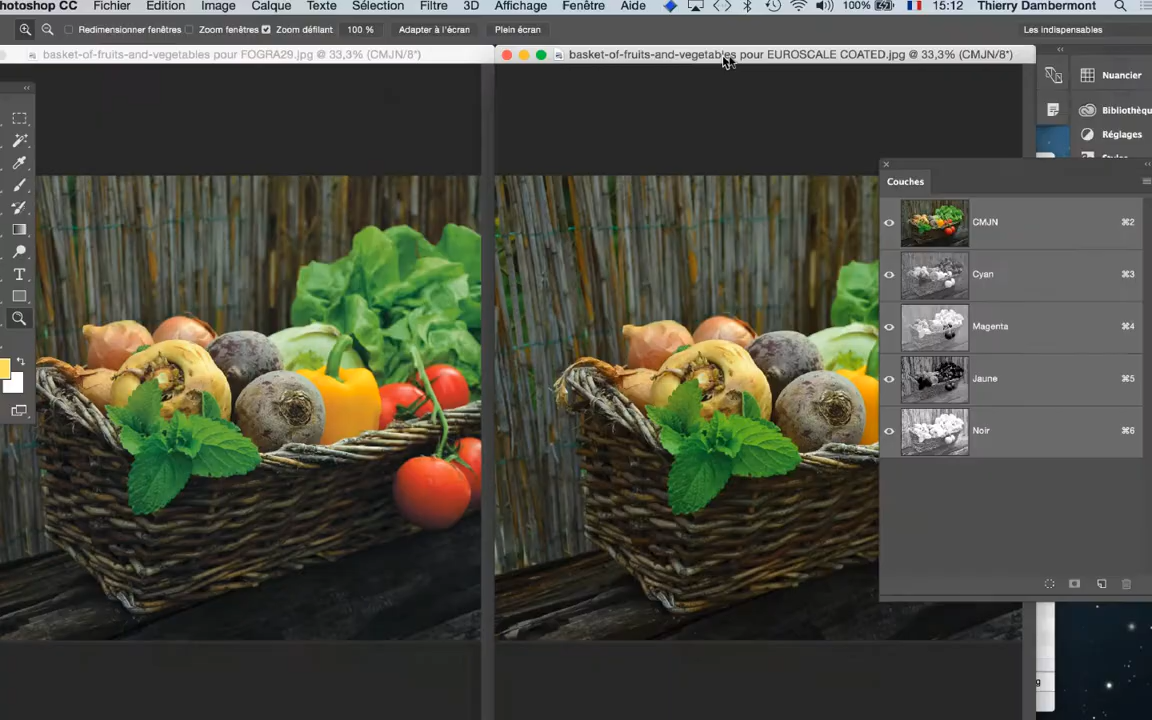 hotoshop CC Fichier Edition Image Calque Texte Sélection Filtre 3D Affichage Fenêtre Aide 100% 15:12 Thierry Dambermont
Redimensionner fenêtres Zoom fenêtres Zoom défilant 100 % Adapter à l'écran Plein écran Les indispensables
basket-of-fruits-and-vegetables pour FOGRA29.jpg @ 33,3% (CMJN/8*)
basket-of-fruits-and-vegetables pour EUROSCALE COATED.jpg @ 33,3% (CMJN/8*)
Nuancier
Bibliothèqu
Réglages
Styles
Couches
CMJN ⌘2
Cyan ⌘3
Magenta ⌘4
Jaune ⌘5
Noir ⌘6